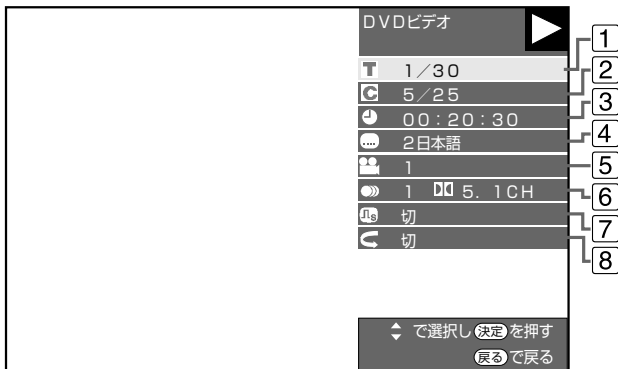 DVDビデオ
T 1/30
C 5/25
00:20:30
2日本語
1
1 5. 1CH
切
切
で選択し 決定 を押す
戻る で戻る
1
2
3
4
5
6
7
8